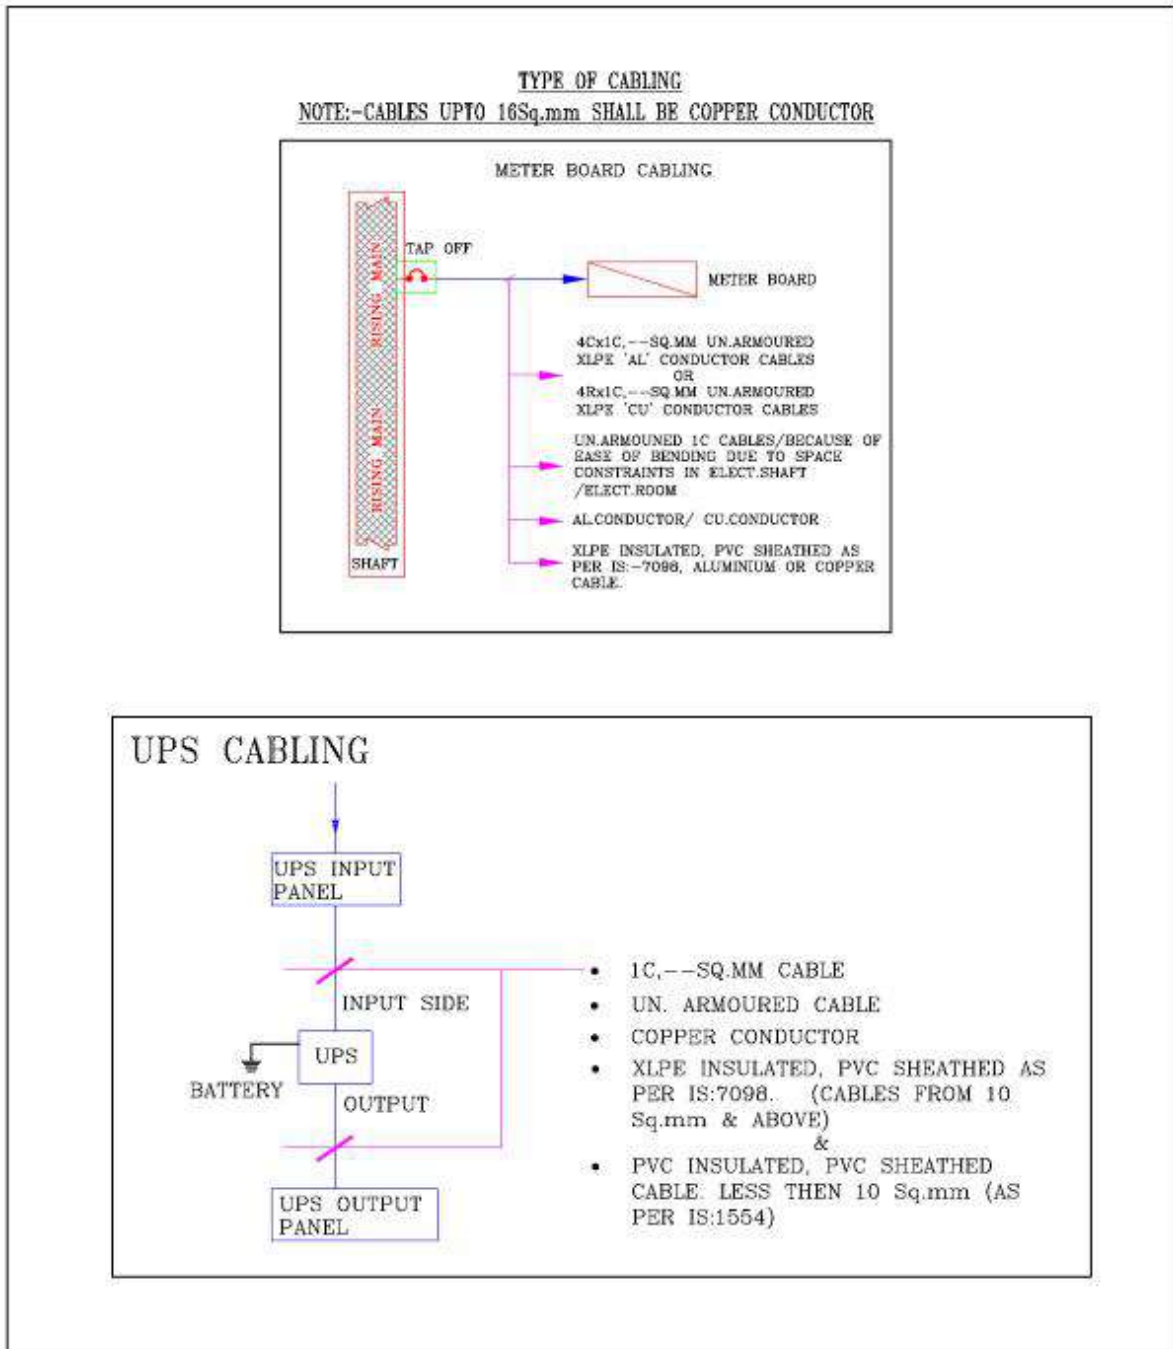 TYPE OF CABLING
NOTE:-CABLES UPTO 16Sq.mm SHALL BE COPPER CONDUCTOR
METER BOARD CABLING
RISING MAIN
RISING MAIN
SHAFT
TAP OFF
METER BOARD
4Cx1C,--SQ.MM UN.ARMOURED
XLPE 'AL' CONDUCTOR CABLES
OR
4Rx1C,--SQ.MM UN.ARMOURED
XLPE 'CU' CONDUCTOR CABLES
UN.ARMOUNED 1C CABLES/BECAUSE OF
EASE OF BENDING DUE TO SPACE
CONSTRAINTS IN ELECT.SHAFT
/ELECT.ROOM
AL.CONDUCTOR/ CU.CONDUCTOR
XLPE INSULATED, PVC SHEATHED AS
PER IS:-7098, ALUMINIUM OR COPPER
CABLE.
UPS CABLING
UPS INPUT
PANEL
INPUT SIDE
UPS
BATTERY
OUTPUT
UPS OUTPUT
PANEL
• 1C,--SQ.MM CABLE
• UN. ARMOURED CABLE
• COPPER CONDUCTOR
• XLPE INSULATED, PVC SHEATHED AS
PER IS:7098. (CABLES FROM 10
Sq.mm & ABOVE)
&
• PVC INSULATED, PVC SHEATHED
CABLE. LESS THEN 10 Sq.mm (AS
PER IS:1554)